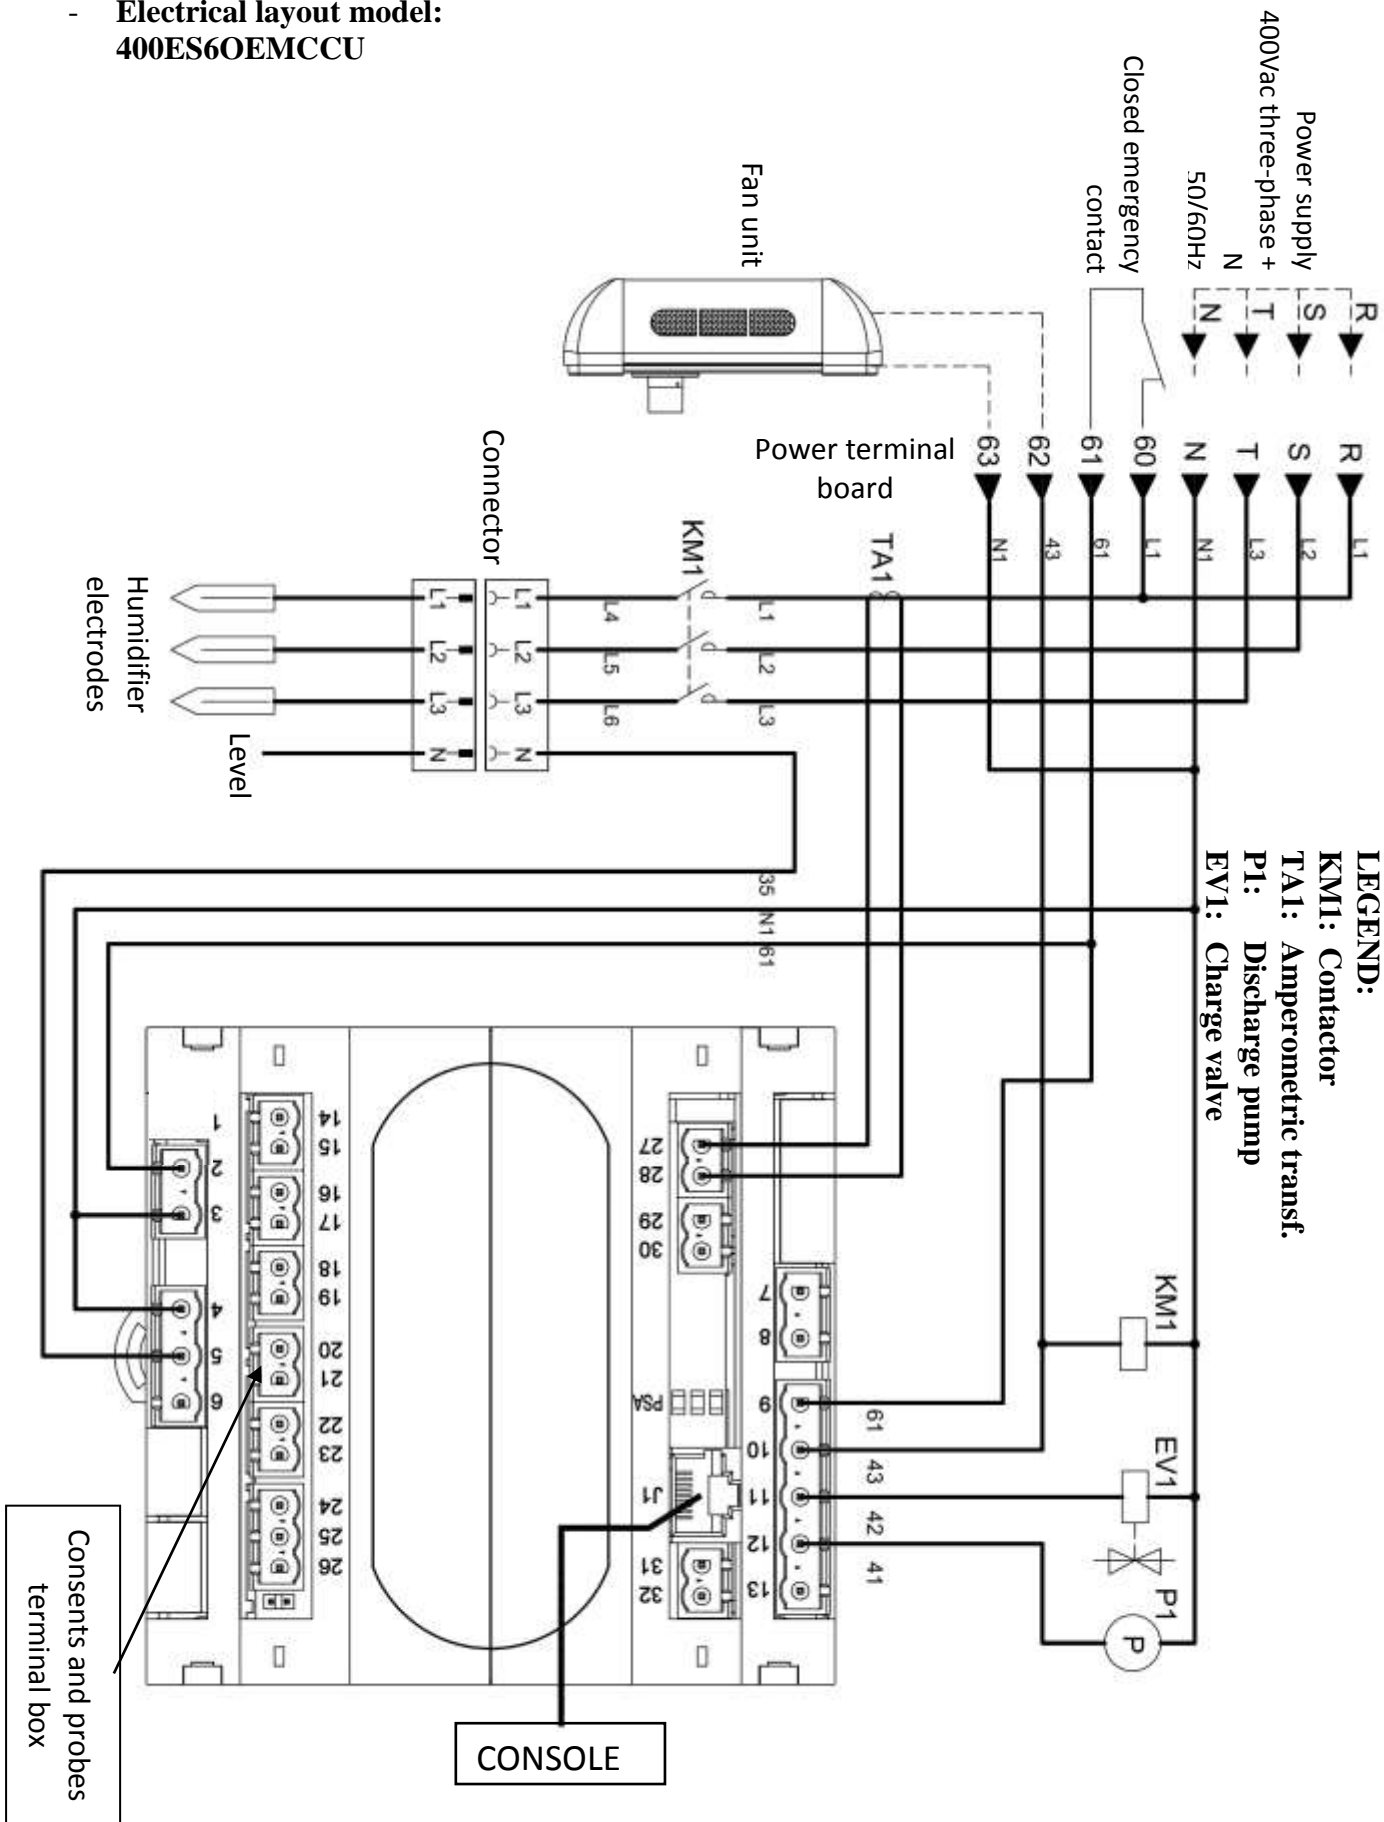 - Electrical layout model:
400ES6OEMCCU
Power supply
400Vac three-phase +
N
50/60Hz
Closed emergency
contact
R
S
T
N
R
S
T
N
60
61
62
63
L1
L2
L3
N1
L1
61
43
N1
Power terminal
board
Fan unit
TA1
KM1
L1
L2
L3
L4
L5
L6
Connector
L1
L2
L3
N
L1
L2
L3
N
Humidifier
electrodes
Level
35
N1
61
LEGEND:
KM1: Contactor
TA1: Amperometric transf.
P1: Discharge pump
EV1: Charge valve
KM1
EV1
P1
P
61
43
42
41
7
8
9
10
11
12
13
27
28
29
30
PSA
J1
31
32
14
15
16
17
18
19
20
21
22
23
24
25
26
1
2
3
4
5
6
CONSOLE
Consents and probes
terminal box